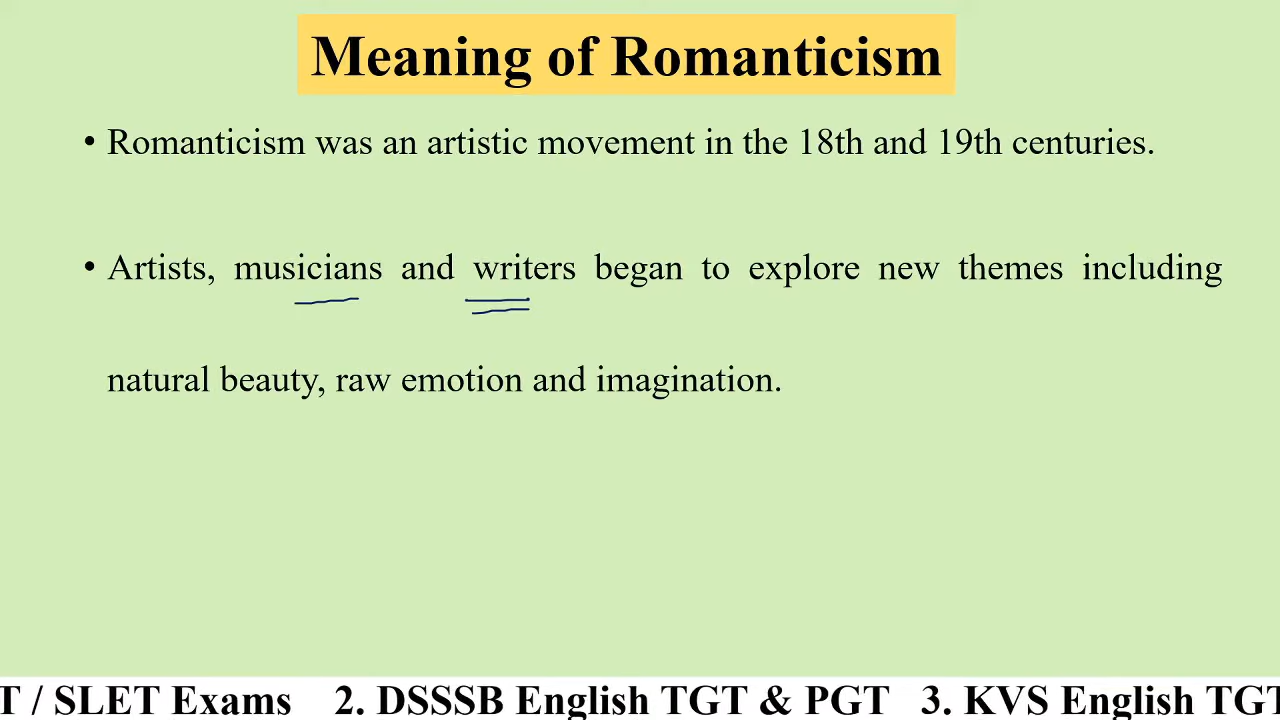 Meaning of Romanticism
• Romanticism was an artistic movement in the 18th and 19th centuries.
• Artists, musicians and writers began to explore new themes including
natural beauty, raw emotion and imagination.
T / SLET Exams 2. DSSSB English TGT & PGT 3. KVS English TGT